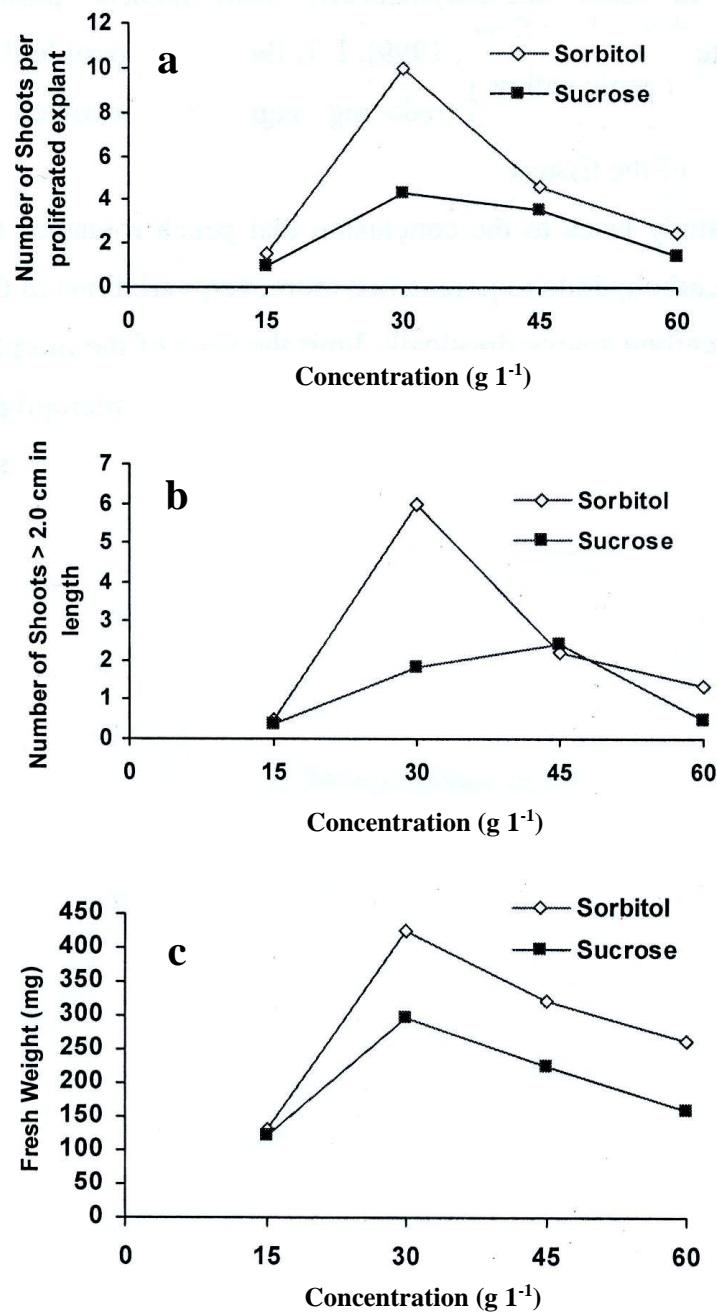 a
Number of Shoots per
proliferated explant
12
10
8
6
4
2
0
Sorbitol
Sucrose
0 15 30 45 60
Concentration (g 1-1)
b
Number of Shoots > 2.0 cm in
length
7
6
5
4
3
2
1
0
Sorbitol
Sucrose
0 15 30 45 60
Concentration (g 1-1)
c
Fresh Weight (mg)
450
400
350
300
250
200
150
100
50
0
Sorbitol
Sucrose
0 15 30 45 60
Concentration (g 1-1)